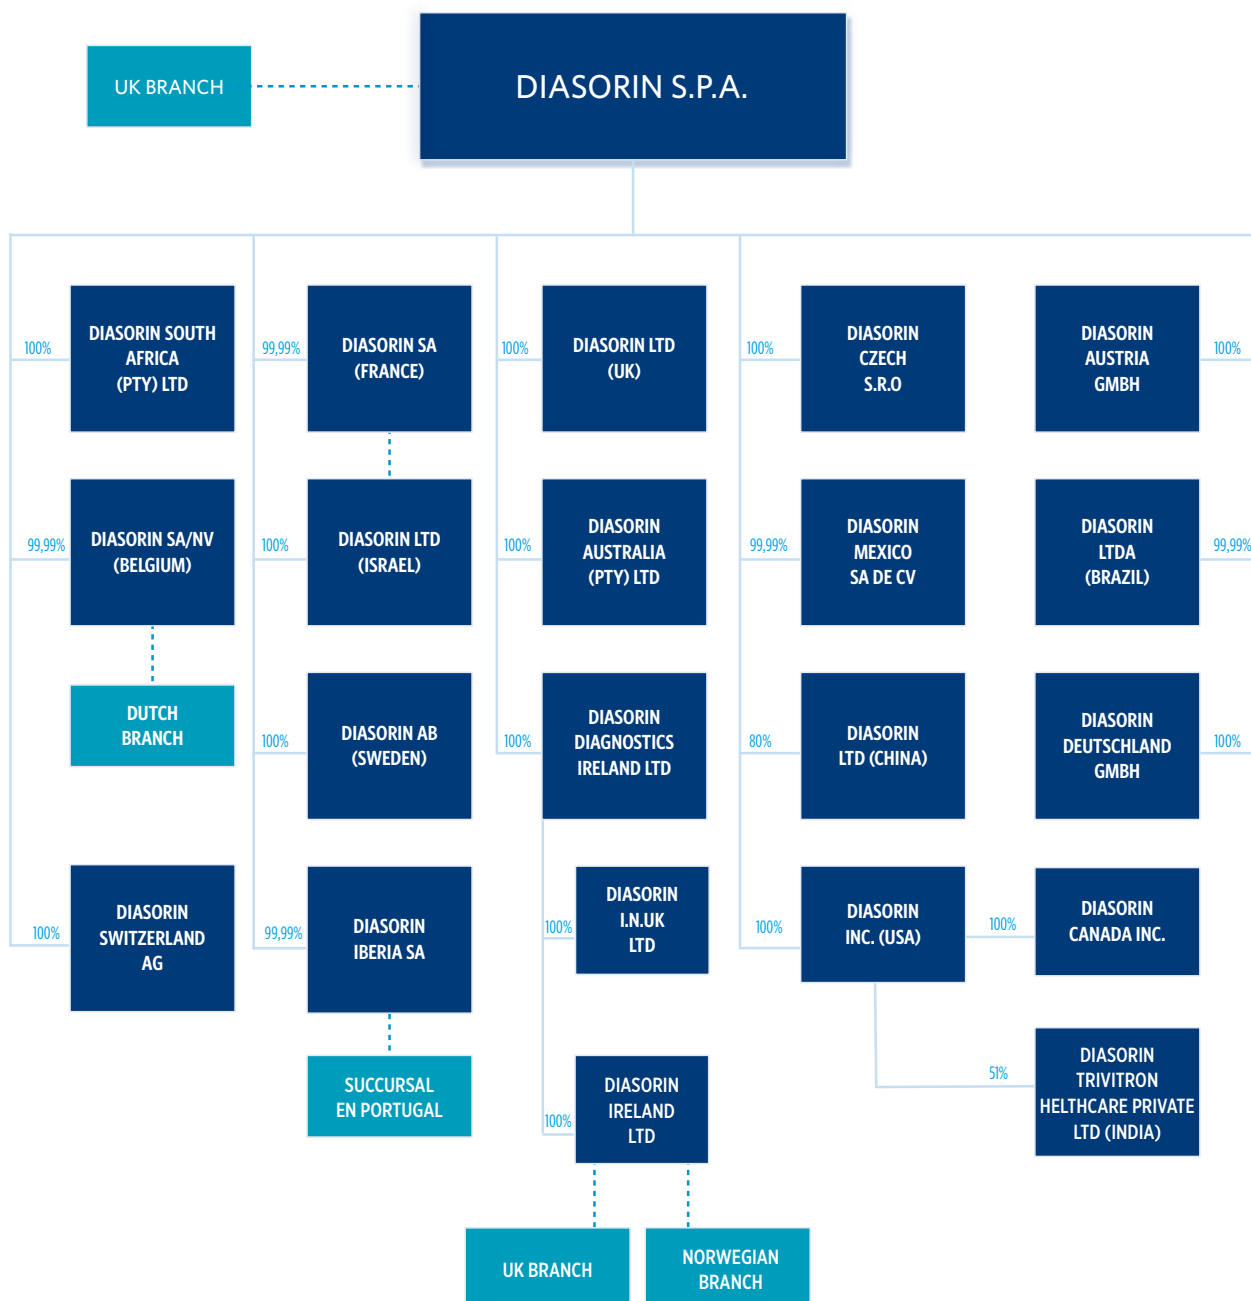 UK BRANCH
DIASORIN S.P.A.
100%
DIASORIN SOUTH
AFRICA
(PTY) LTD
99,99%
DIASORIN SA
(FRANCE)
100%
DIASORIN LTD
(UK)
100%
DIASORIN
CZECH
S.R.O
DIASORIN
AUSTRIA
GMBH
100%
99,99%
DIASORIN SA/NV
(BELGIUM)
100%
DIASORIN LTD
(ISRAEL)
100%
DIASORIN
AUSTRALIA
(PTY) LTD
99,99%
DIASORIN
MEXICO
SA DE CV
DIASORIN
LTDA
(BRAZIL)
99,99%
DUTCH
BRANCH
100%
DIASORIN AB
(SWEDEN)
100%
DIASORIN
DIAGNOSTICS
IRELAND LTD
80%
DIASORIN
LTD (CHINA)
DIASORIN
DEUTSCHLAND
GMBH
100%
100%
DIASORIN
SWITZERLAND
AG
99,99%
DIASORIN
IBERIA SA
100%
DIASORIN
I.N.UK
LTD
100%
DIASORIN
INC. (USA)
100%
DIASORIN
CANADA INC.
SUCCURSAL
EN PORTUGAL
100%
DIASORIN
IRELAND
LTD
51%
DIASORIN
TRIVITRON
HELTHCARE PRIVATE
LTD (INDIA)
UK BRANCH
NORWEGIAN
BRANCH